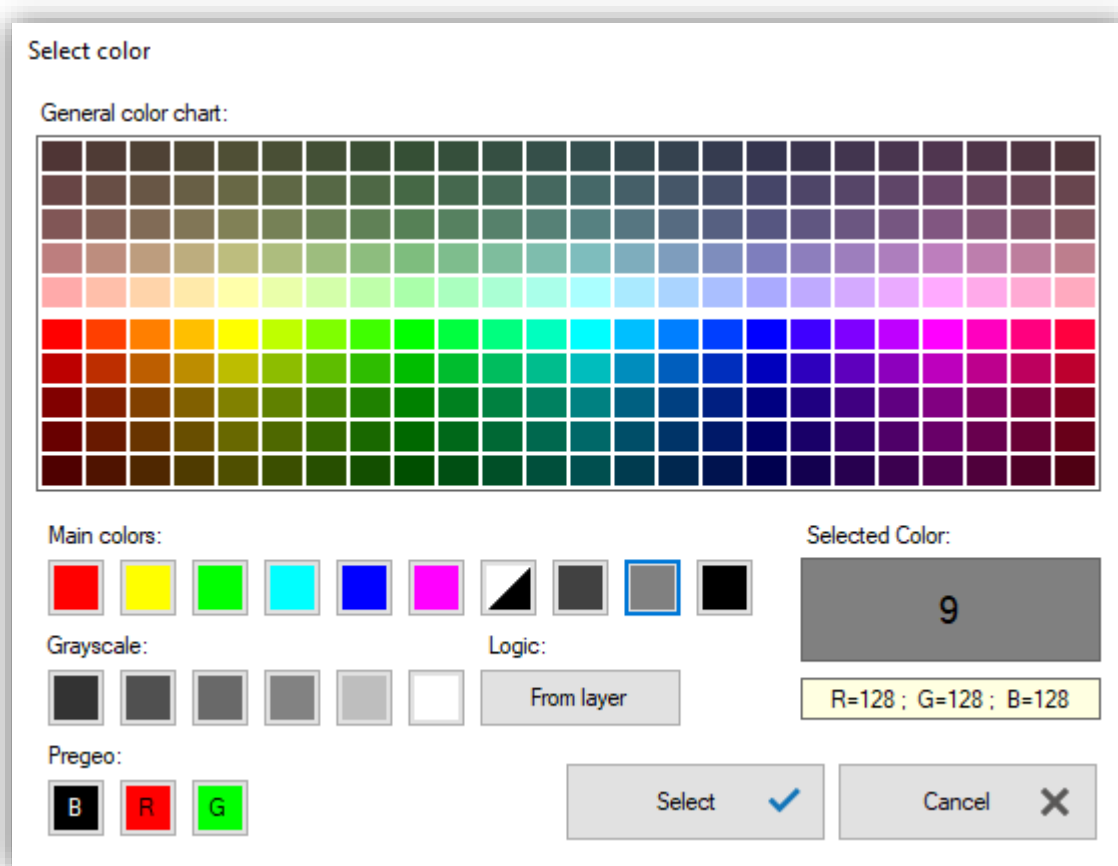 Select color
General color chart:
Main colors:
Selected Color:
9
Grayscale:
Logic:
From layer
R=128 ; G=128 ; B=128
Pregeo:
B
R
G
Select
Cancel